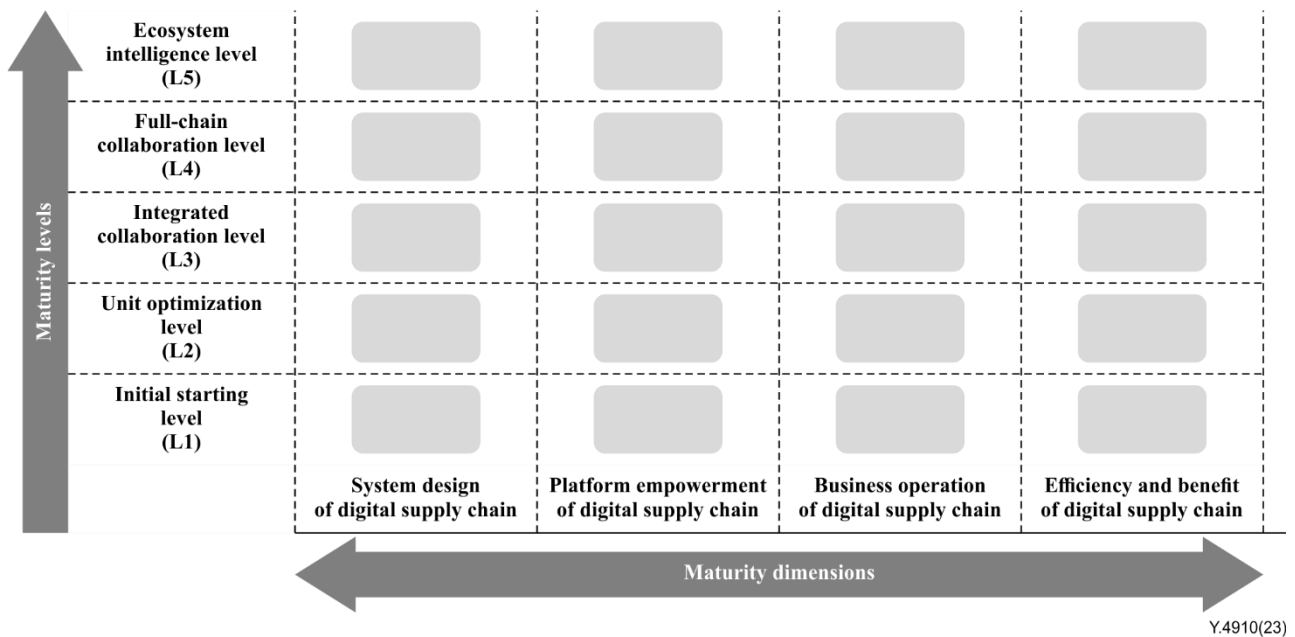 Maturity levels
Ecosystem
intelligence level
(L5)
Full-chain
collaboration level
(L4)
Integrated
collaboration level
(L3)
Unit optimization
level
(L2)
Initial starting
level
(L1)
System design
of digital supply chain
Platform empowerment
of digital supply chain
Business operation
of digital supply chain
Efficiency and benefit
of digital supply chain
Maturity dimensions
Y.4910(23)